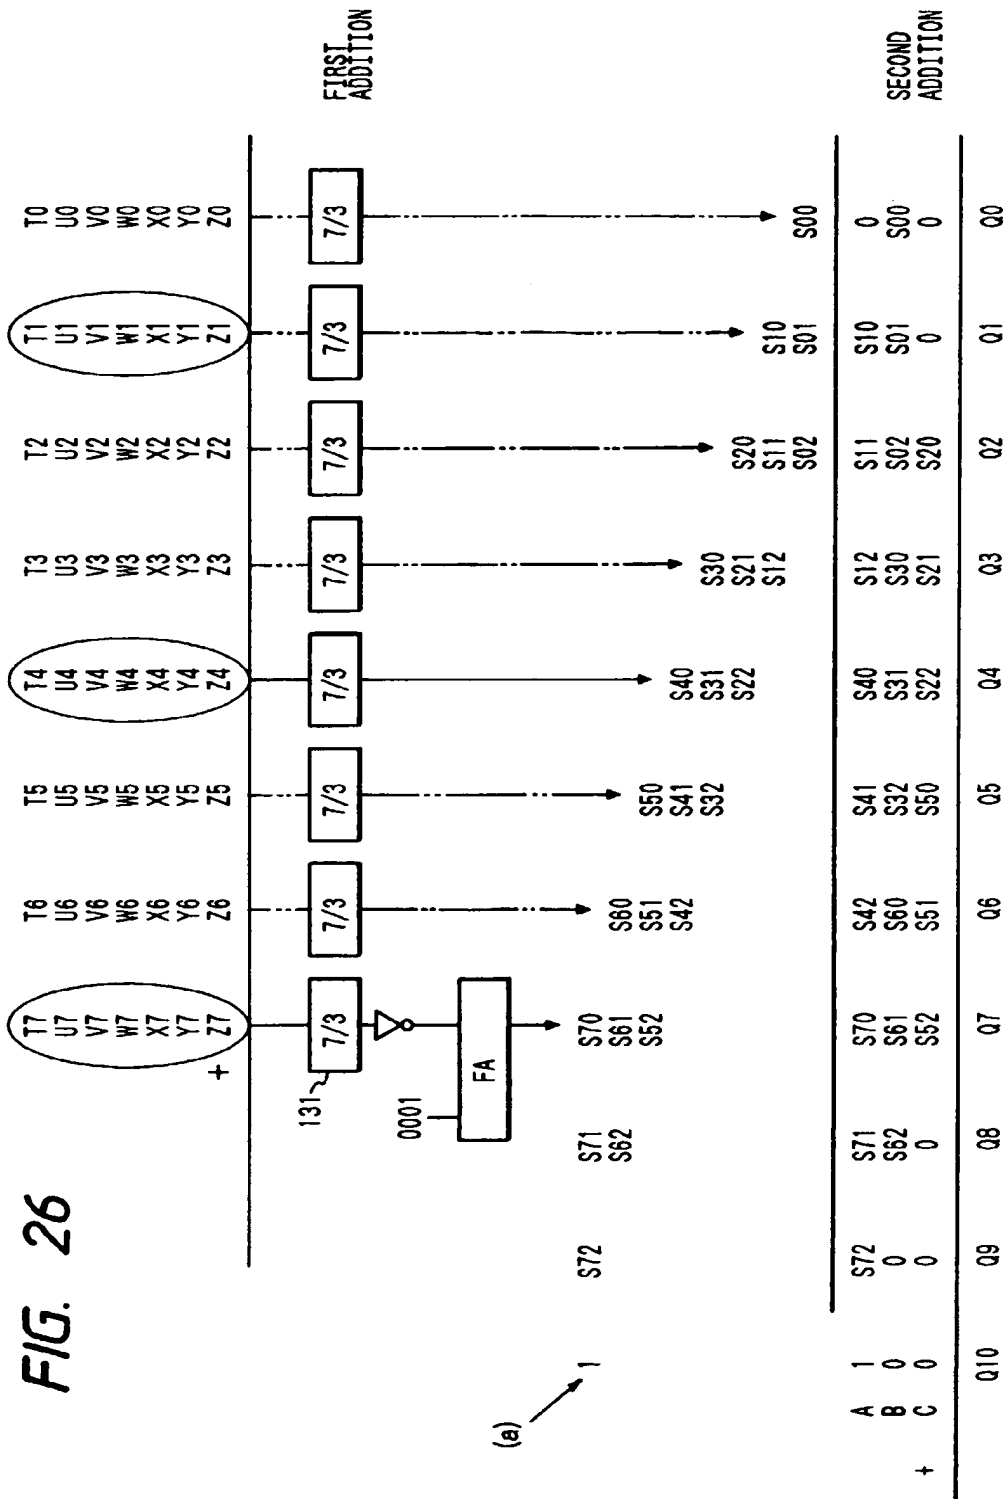 FIG. 26
T7 T6 T5 T4 T3 T2 T1 T0
U7 U6 U5 U4 U3 U2 U1 U0
V7 V6 V5 V4 V3 V2 V1 V0
W7 W6 W5 W4 W3 W2 W1 W0
X7 X6 X5 X4 X3 X2 X1 X0
Y7 Y6 Y5 Y4 Y3 Y2 Y1 Y0
+ Z7 Z6 Z5 Z4 Z3 Z2 Z1 Z0
131 7/3 7/3 7/3 7/3 7/3 7/3 7/3 7/3
FIRST
ADDITION
0001
FA
(a)
1 S72 S71 S70
S62 S61 S60
S52 S51 S50
S42 S41 S40
S32 S31 S30
S22 S21 S20
S12 S11 S10
S02 S01 S00
A 1 S72 S71 S70 S42 S41 S40 S12 S11 S10 0
B 0 0 S62 S61 S60 S32 S31 S30 S02 S01 S00
+ C 0 0 0 S52 S51 S50 S22 S21 S20 0 0
SECOND
ADDITION
Q10 Q9 Q8 Q7 Q6 Q5 Q4 Q3 Q2 Q1 Q0